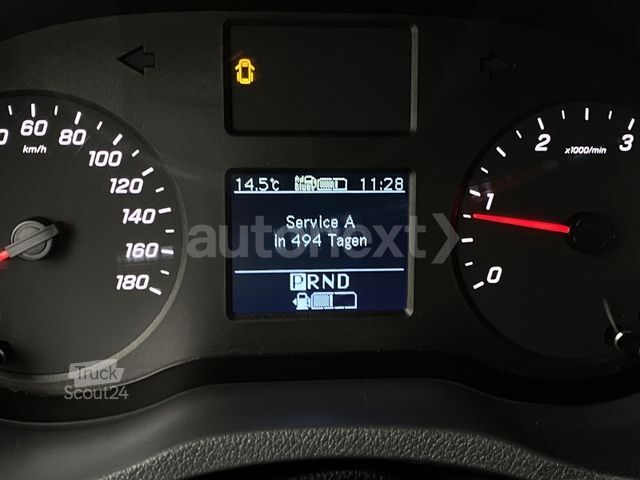 14.5°C 11:28
Service A
in 494 Tagen
PRND
60
80
100
120
140
160
180
km/h
0
1
2
3
x1000/min
autonext
Truck
Scout24